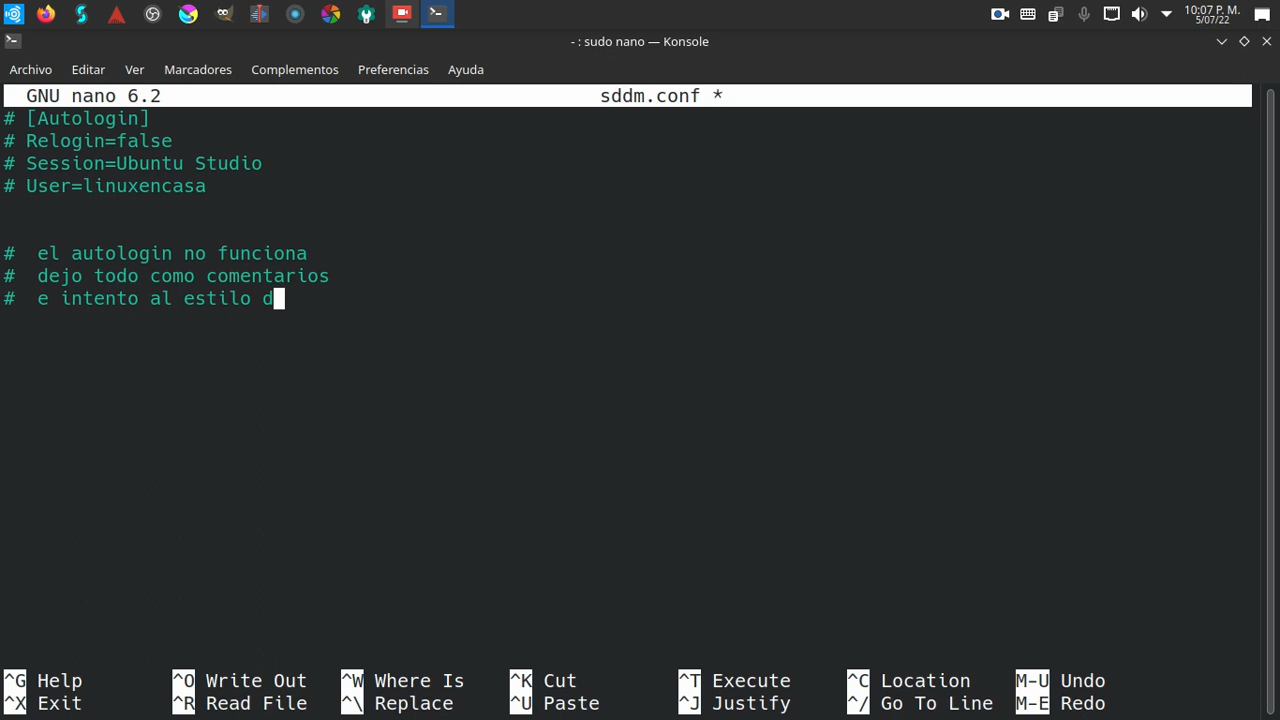 10:07 P. M.
5/07/22
- : sudo nano — Konsole
Archivo Editar Ver Marcadores Complementos Preferencias Ayuda
GNU nano 6.2 sddm.conf *
# [Autologin]
# Relogin=false
# Session=Ubuntu Studio
# User=linuxencasa
#  el autologin no funciona
#  dejo todo como comentarios
#  e intento al estilo d
^G Help ^O Write Out ^W Where Is ^K Cut ^T Execute ^C Location M-U Undo
^X Exit ^R Read File ^\ Replace ^U Paste ^J Justify ^/ Go To Line M-E Redo